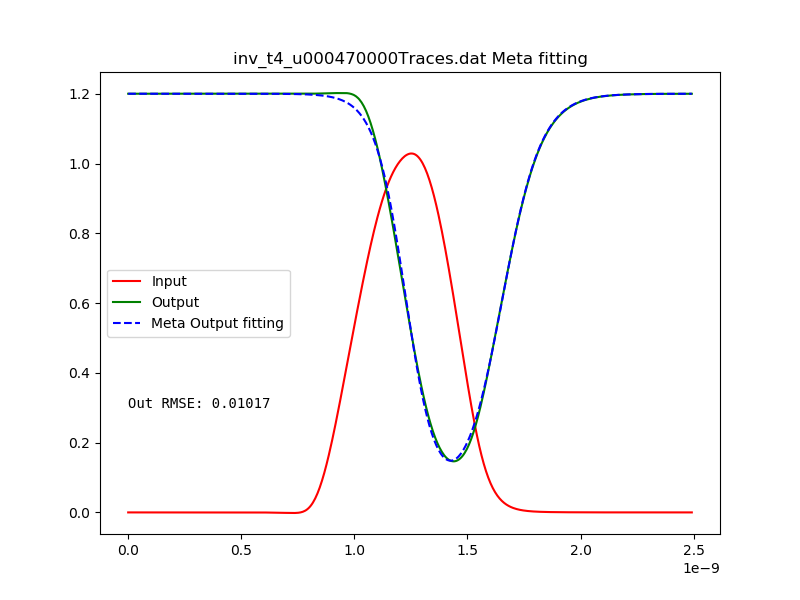 inv_t4_u000470000Traces.dat Meta fitting
1.2
1.0
0.8
0.6
0.4
0.2
0.0
Input
Output
Meta Output fitting
Out RMSE: 0.01017
0.0
0.5
1.0
1.5
2.0
2.5
1e−9